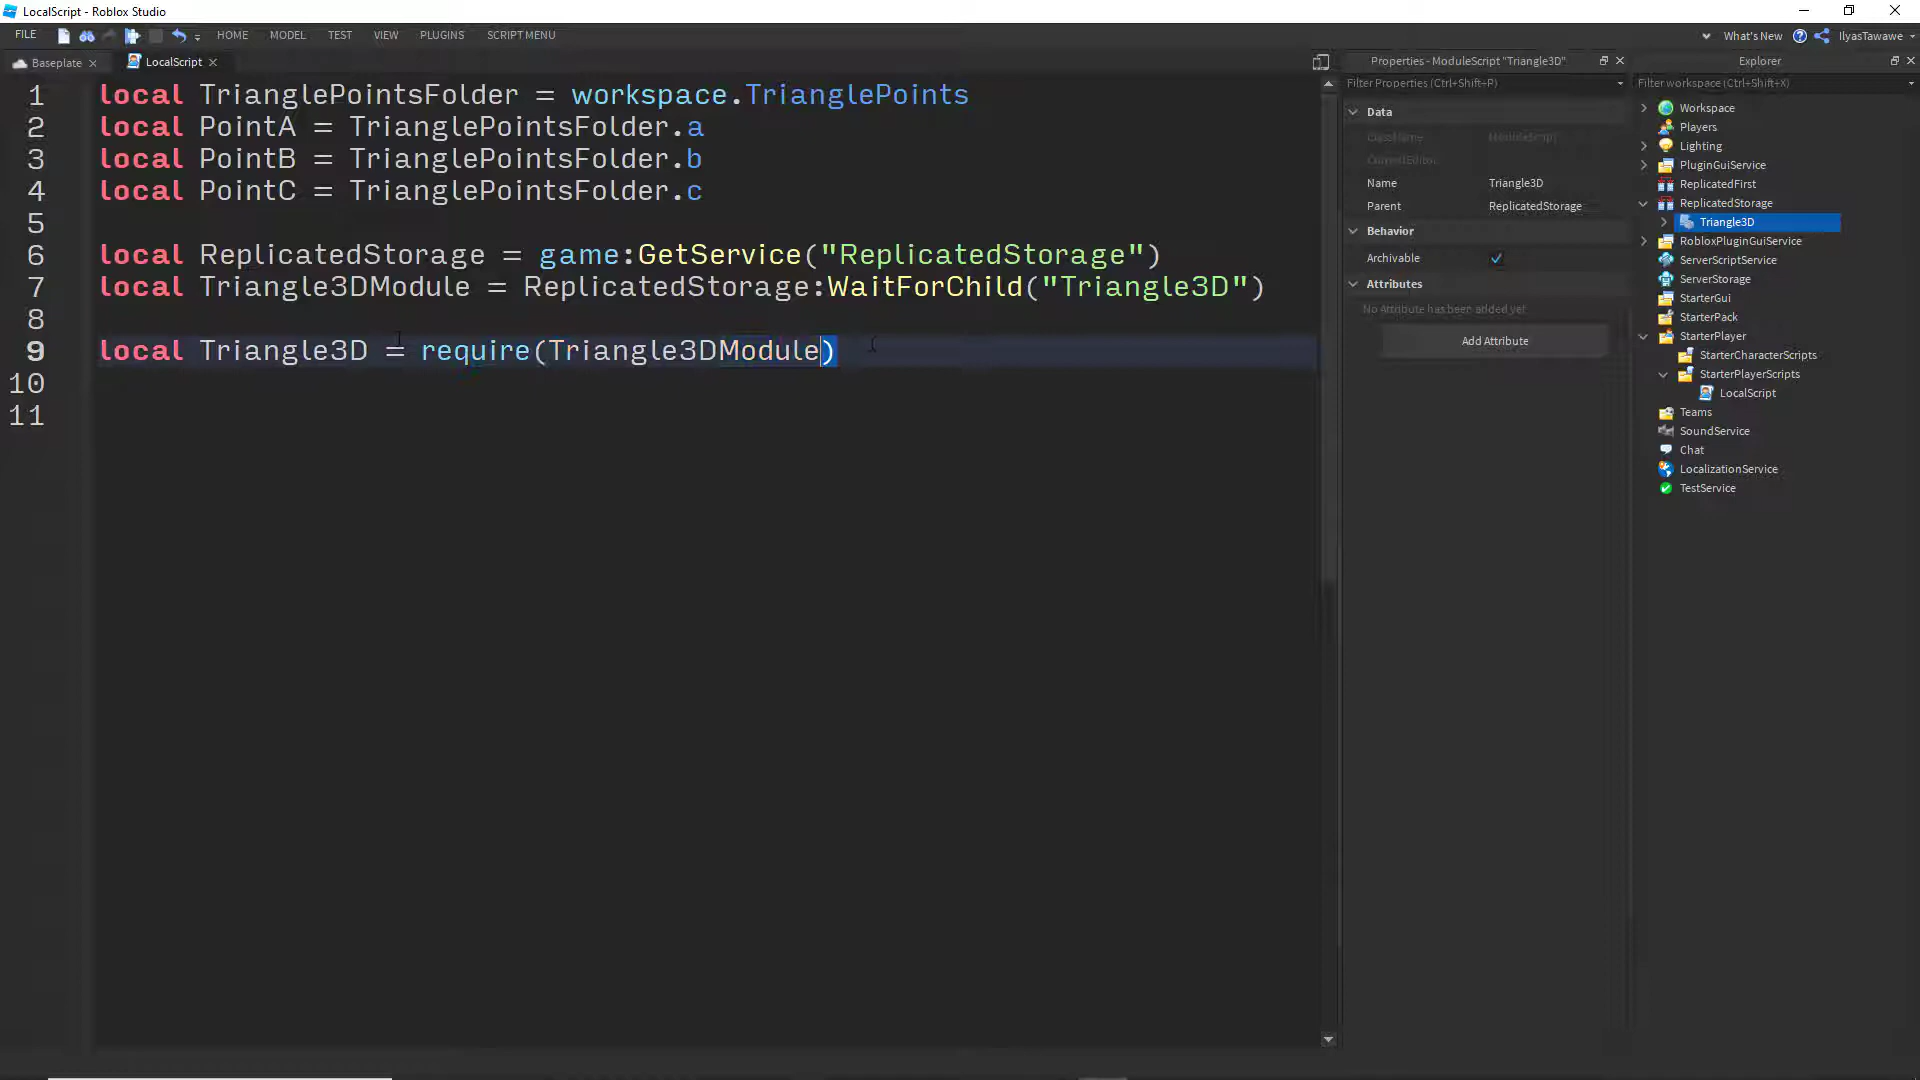 LocalScript - Roblox Studio
FILE HOME MODEL TEST VIEW PLUGINS SCRIPT MENU What's New IlyasTawawe
Baseplate LocalScript
1 local TrianglePointsFolder = workspace.TrianglePoints
2 local PointA = TrianglePointsFolder.a
3 local PointB = TrianglePointsFolder.b
4 local PointC = TrianglePointsFolder.c
5
6 local ReplicatedStorage = game:GetService("ReplicatedStorage")
7 local Triangle3DModule = ReplicatedStorage:WaitForChild("Triangle3D")
8
9 local Triangle3D = require(Triangle3DModule)
10
11
Properties - ModuleScript "Triangle3D"
Filter Properties (Ctrl+Shift+P)
Data
ClassName ModuleScript
CurrentEditor
Name Triangle3D
Parent ReplicatedStorage
Behavior
Archivable
Attributes
No Attribute has been added yet
Add Attribute
Explorer
Filter workspace (Ctrl+Shift+X)
Workspace
Players
Lighting
PluginGuiService
ReplicatedFirst
ReplicatedStorage
Triangle3D
RobloxPluginGuiService
ServerScriptService
ServerStorage
StarterGui
StarterPack
StarterPlayer
StarterCharacterScripts
StarterPlayerScripts
LocalScript
Teams
SoundService
Chat
LocalizationService
TestService